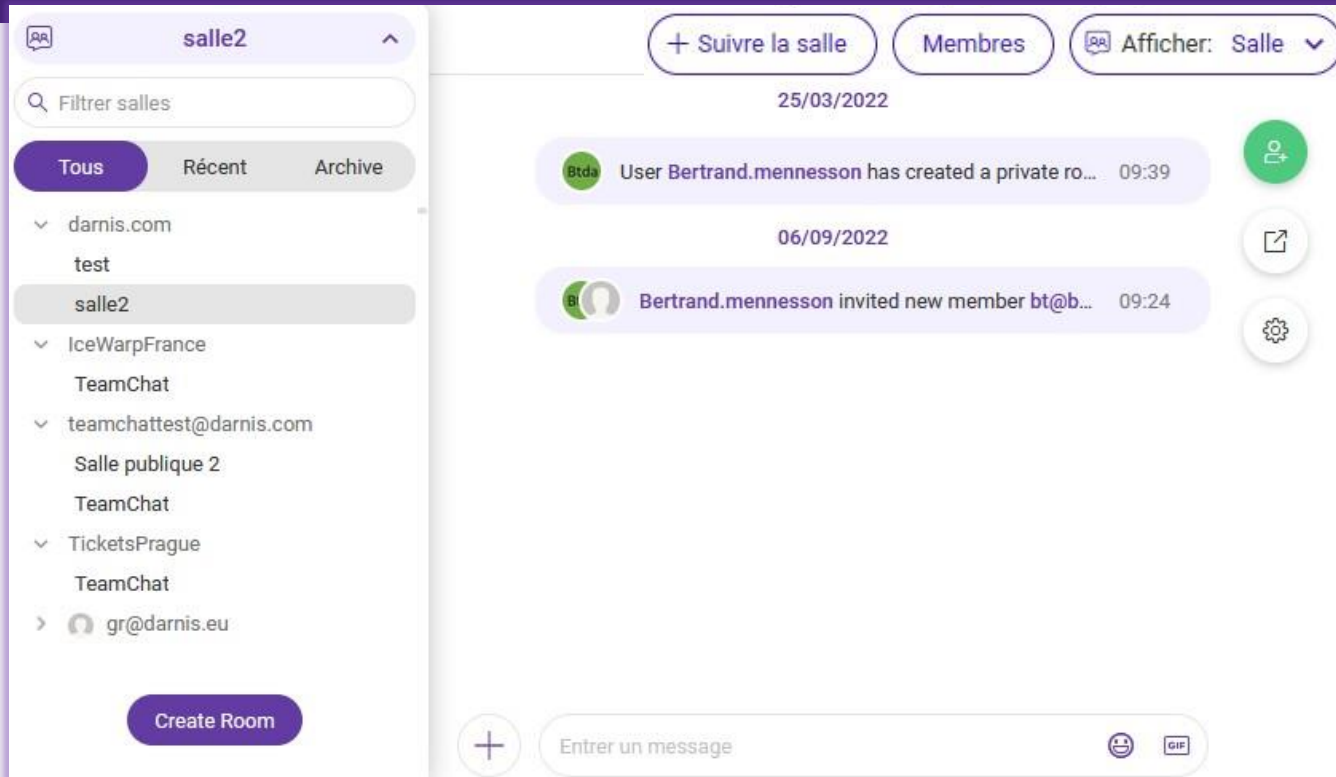 salle2
Filtrer salles
Tous Récent Archive
darnis.com
test
salle2
IceWarpFrance
TeamChat
teamchattest@darnis.com
Salle publique 2
TeamChat
TicketsPrague
TeamChat
gr@darnis.eu
Create Room
+ Suivre la salle Membres Afficher: Salle
25/03/2022
Btda User Bertrand.mennesson has created a private ro... 09:39
06/09/2022
Bertrand.mennesson invited new member bt@b... 09:24
Entrer un message GIF